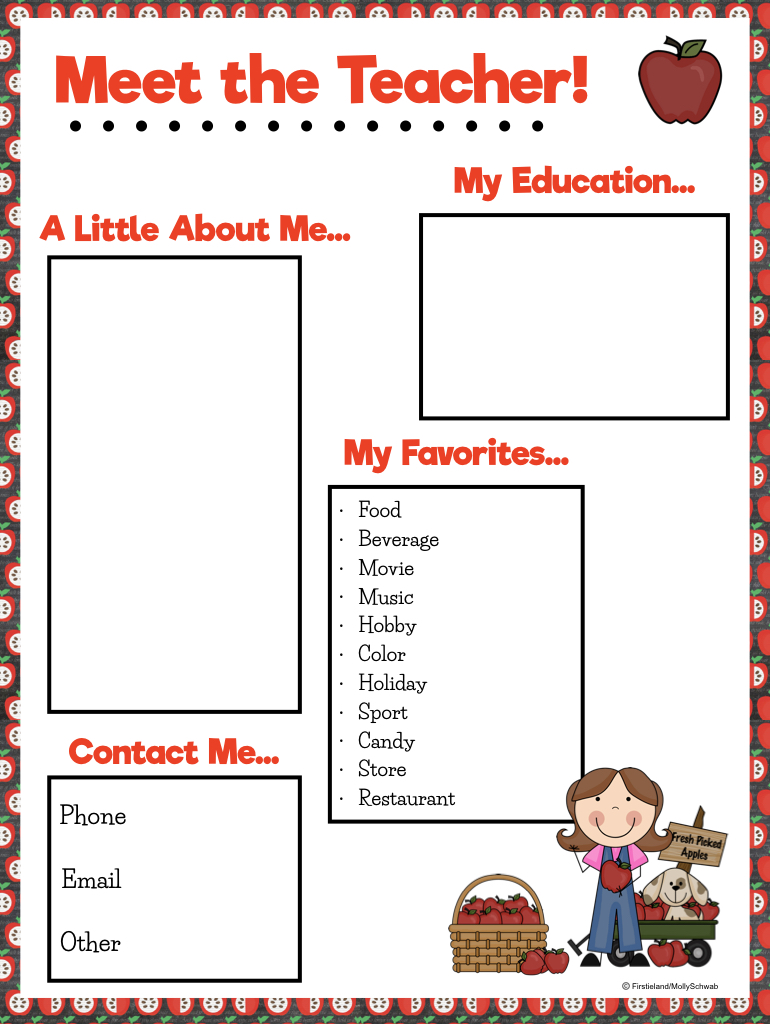 Meet the Teacher!
My Education...
A Little About Me...
My Favorites...
· Food
· Beverage
· Movie
· Music
· Hobby
· Color
· Holiday
· Sport
· Candy
· Store
· Restaurant
Contact Me...
Phone
Email
Other
Fresh Picked
Apples
© Firstieland/MollySchwab